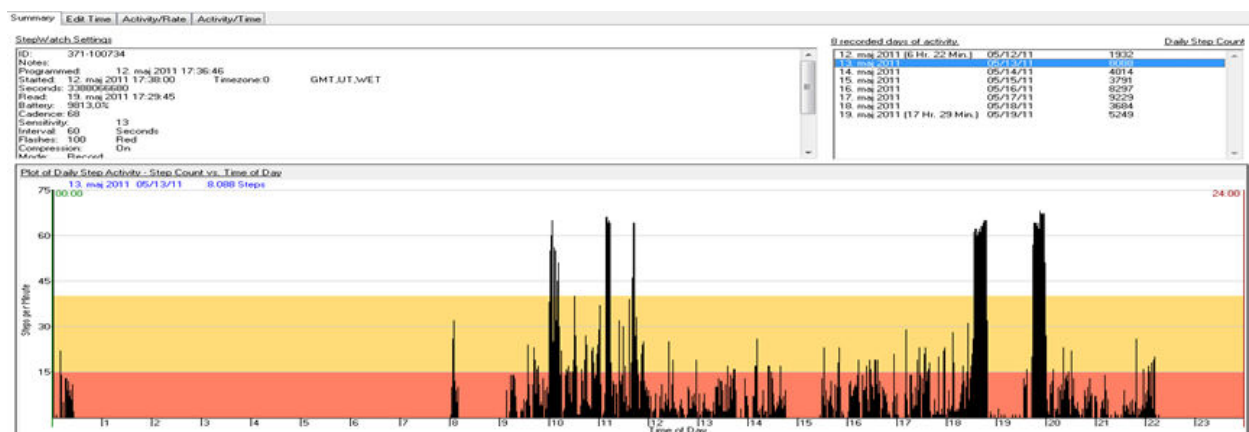 Summary Edit Time Activity/Rate Activity/Time
StepWatch Settings
ID: 371-100734
Notes:
Programmed: 12. maj 2011 17:36:46
Started: 12. maj 2011 17:38:00 Timezone:0 GMT,UT,WET
Seconds: 3388066680
Read: 19. maj 2011 17:29:45
Battery: 9813,0%
Cadence: 68
Sensitivity: 13
Interval: 60 Seconds
Flashes: 100 Red
Compression: On
Mode: Record
8 recorded days of activity. Daily Step Count
12. maj 2011 (6 Hr. 22 Min.) 05/12/11 1932
13. maj 2011 05/13/11 8088
14. maj 2011 05/14/11 4014
15. maj 2011 05/15/11 3791
16. maj 2011 05/16/11 8297
17. maj 2011 05/17/11 9229
18. maj 2011 05/18/11 3684
19. maj 2011 (17 Hr. 29 Min.) 05/19/11 5249
Plot of Daily Step Activity - Step Count vs. Time of Day
13. maj 2011 05/13/11 :8.088 Steps
00:00 24:00
75
60
45
30
15
Steps per Minute
1 2 3 4 5 6 7 8 9 10 11 12 13 14 15 16 17 18 19 20 21 22 23
Time of Day